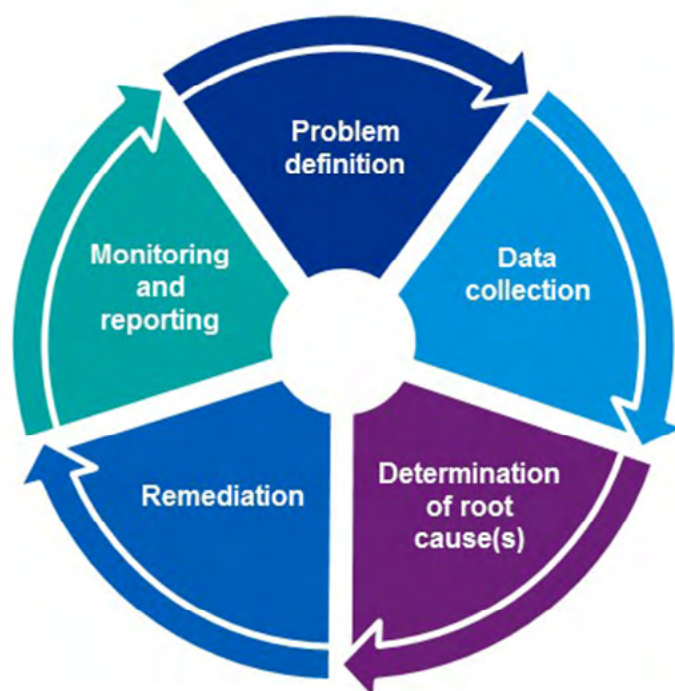 Problem
definition
Data
collection
Determination
of root
cause(s)
Remediation
Monitoring
and
reporting